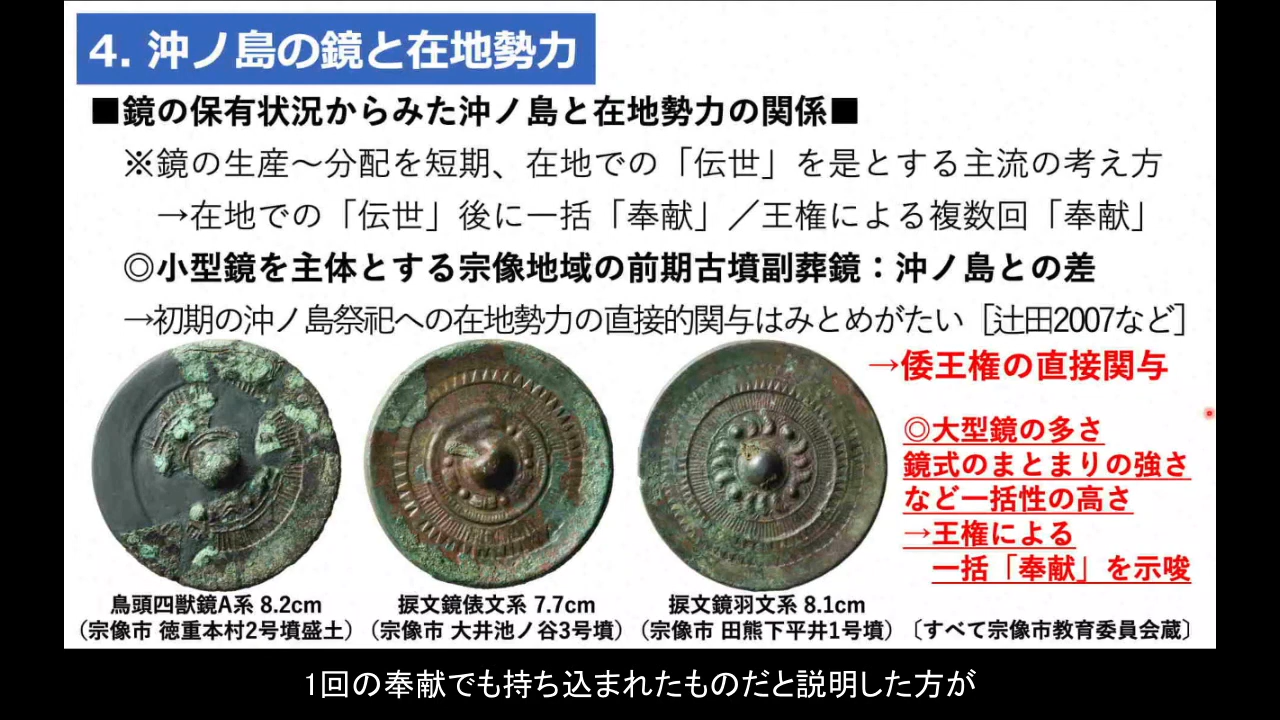 4. 沖ノ島の鏡と在地勢力
■鏡の保有状況からみた沖ノ島と在地勢力の関係■
※鏡の生産～分配を短期、在地での「伝世」を是とする主流の考え方
→在地での「伝世」後に一括「奉献」／王権による複数回「奉献」
◎小型鏡を主体とする宗像地域の前期古墳副葬鏡：沖ノ島との差
→初期の沖ノ島祭祀への在地勢力の直接的関与はみとめがたい［辻田2007など］
→倭王権の直接関与
◎大型鏡の多さ
鏡式のまとまりの強さ
など一括性の高さ
→王権による
一括「奉献」を示唆
鳥頭四獣鏡A系 8.2cm
（宗像市 徳重本村2号墳盛土）
捩文鏡俵文系 7.7cm
（宗像市 大井池ノ谷3号墳）
捩文鏡羽文系 8.1cm
（宗像市 田熊下平井1号墳）
〔すべて宗像市教育委員会蔵〕
1回の奉献でも持ち込まれたものだと説明した方が